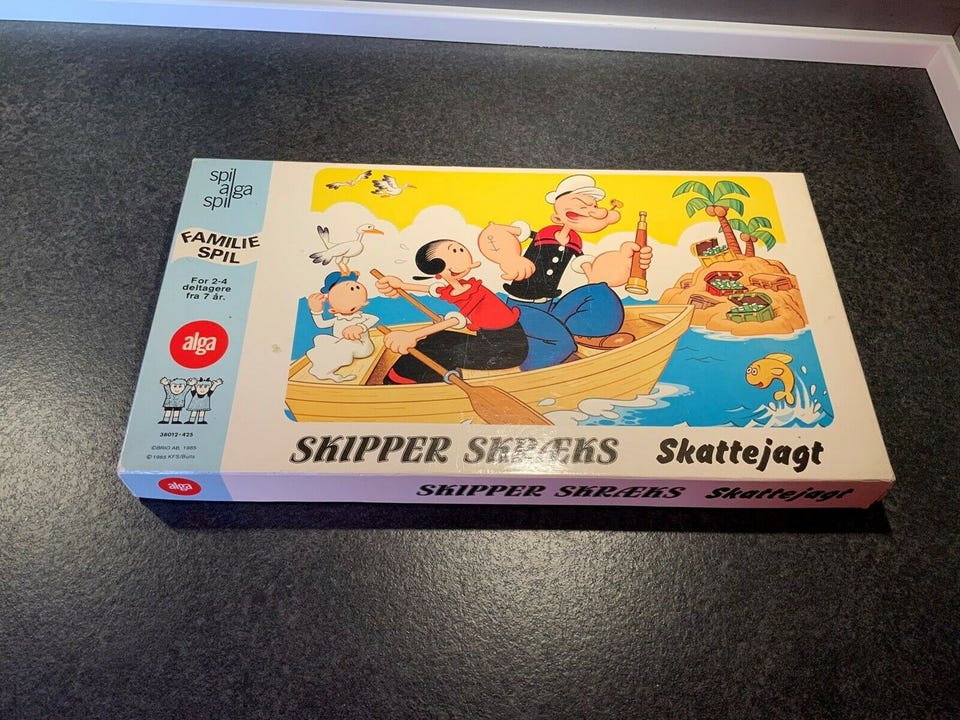 spil
alga
spil
FAMILIE
SPIL
For 2-4
deltagere
fra 7 år.
alga
38012-425
©BRIO AB, 1985
© 1985 KFS/Bulls
SKIPPER SKRÆKS Skattejagt
alga
SKIPPER SKRÆKS Skattejagt